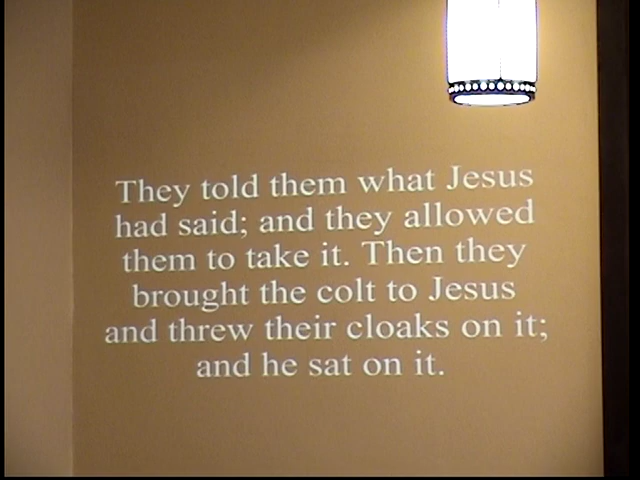 They told them what Jesus
had said; and they allowed
them to take it. Then they
brought the colt to Jesus
and threw their cloaks on it;
and he sat on it.